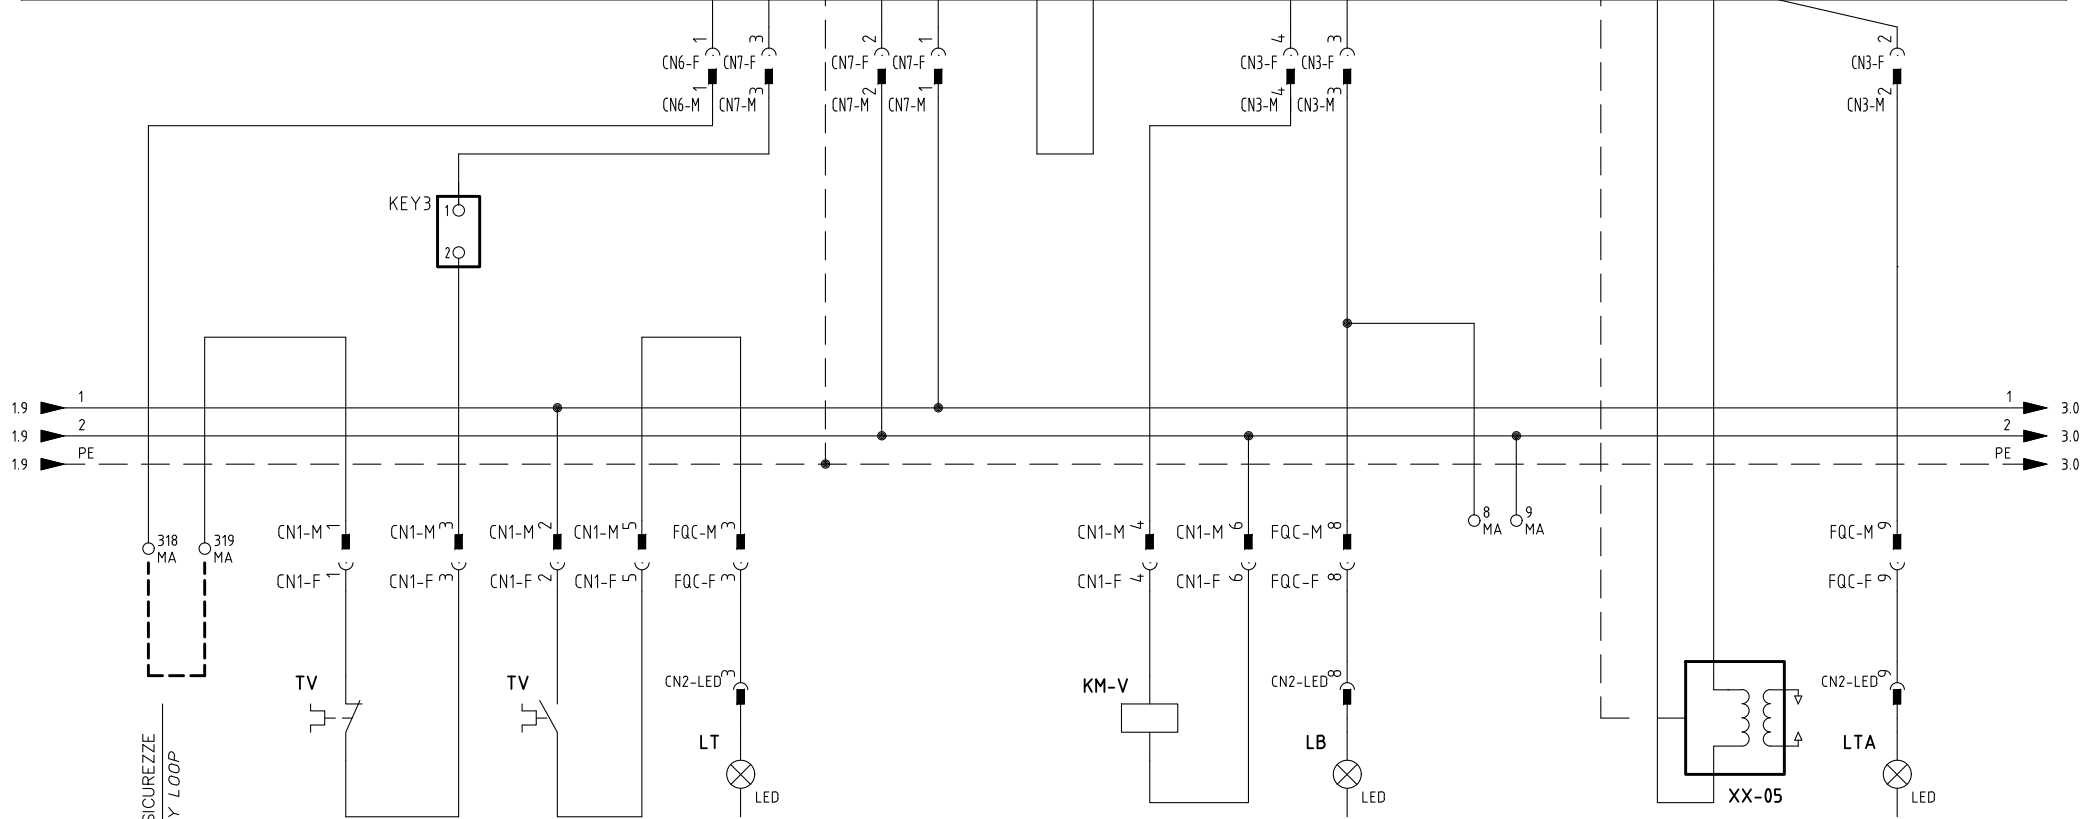 1 3 2 1 4 3 2
CN6-F CN7-F CN7-F CN7-F CN3-F CN3-F CN3-F
1 3 2 1 4 3 2
CN6-M CN7-M CN7-M CN7-M CN3-M CN3-M CN3-M
KEY3 1
2
1.9 1 1 3.0
1.9 2 2 3.0
1.9 PE PE 3.0
318 MA
319 MA
8 MA
9 MA
CN1-M 1 CN1-M 3 CN1-M 2 CN1-M 5 FQC-M 3 CN1-M 4 CN1-M 6 FQC-M 8 FQC-M 9
CN1-F 1 CN1-F 3 CN1-F 2 CN1-F 5 FQC-F 3 CN1-F 4 CN1-F 6 FQC-F 8 FQC-F 9
TV TV CN2-LED 3 KM-V CN2-LED 8 CN2-LED 9
LT LB LTA
LED LED XX-05 LED
SICUREZZE
Y LOOP